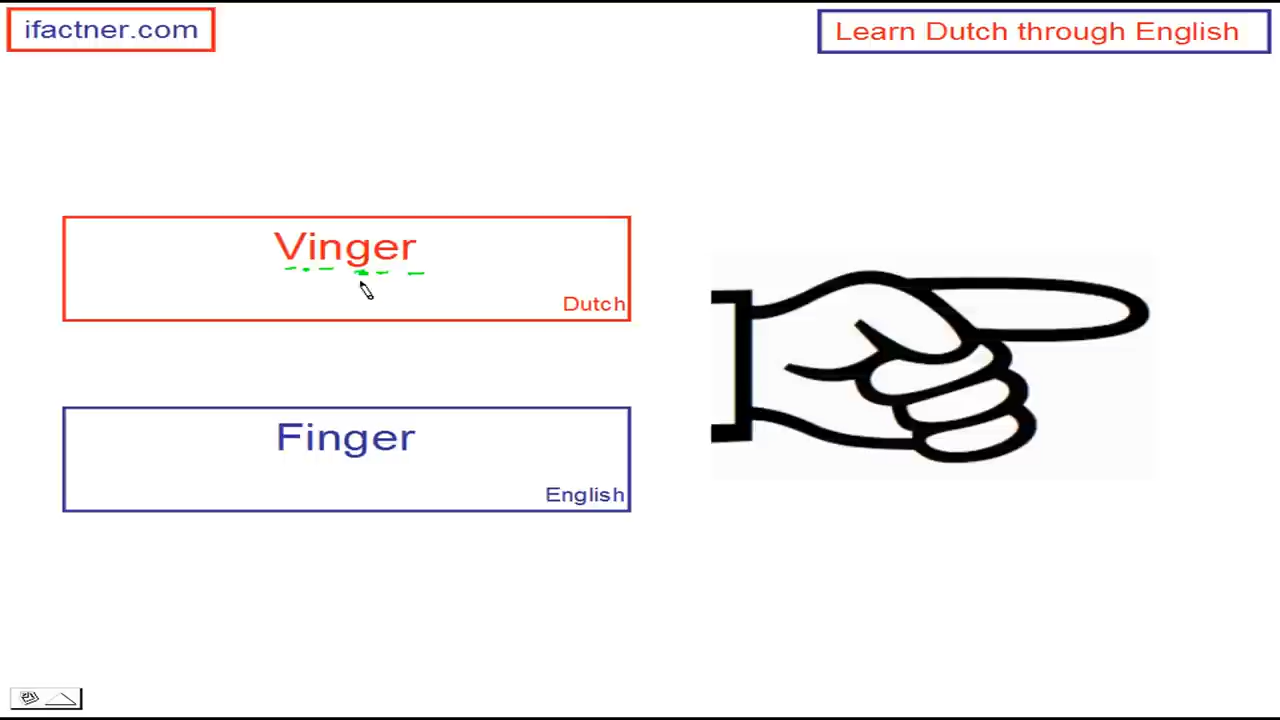 ifactner.com
Learn Dutch through English
Vinger
Dutch
Finger
English